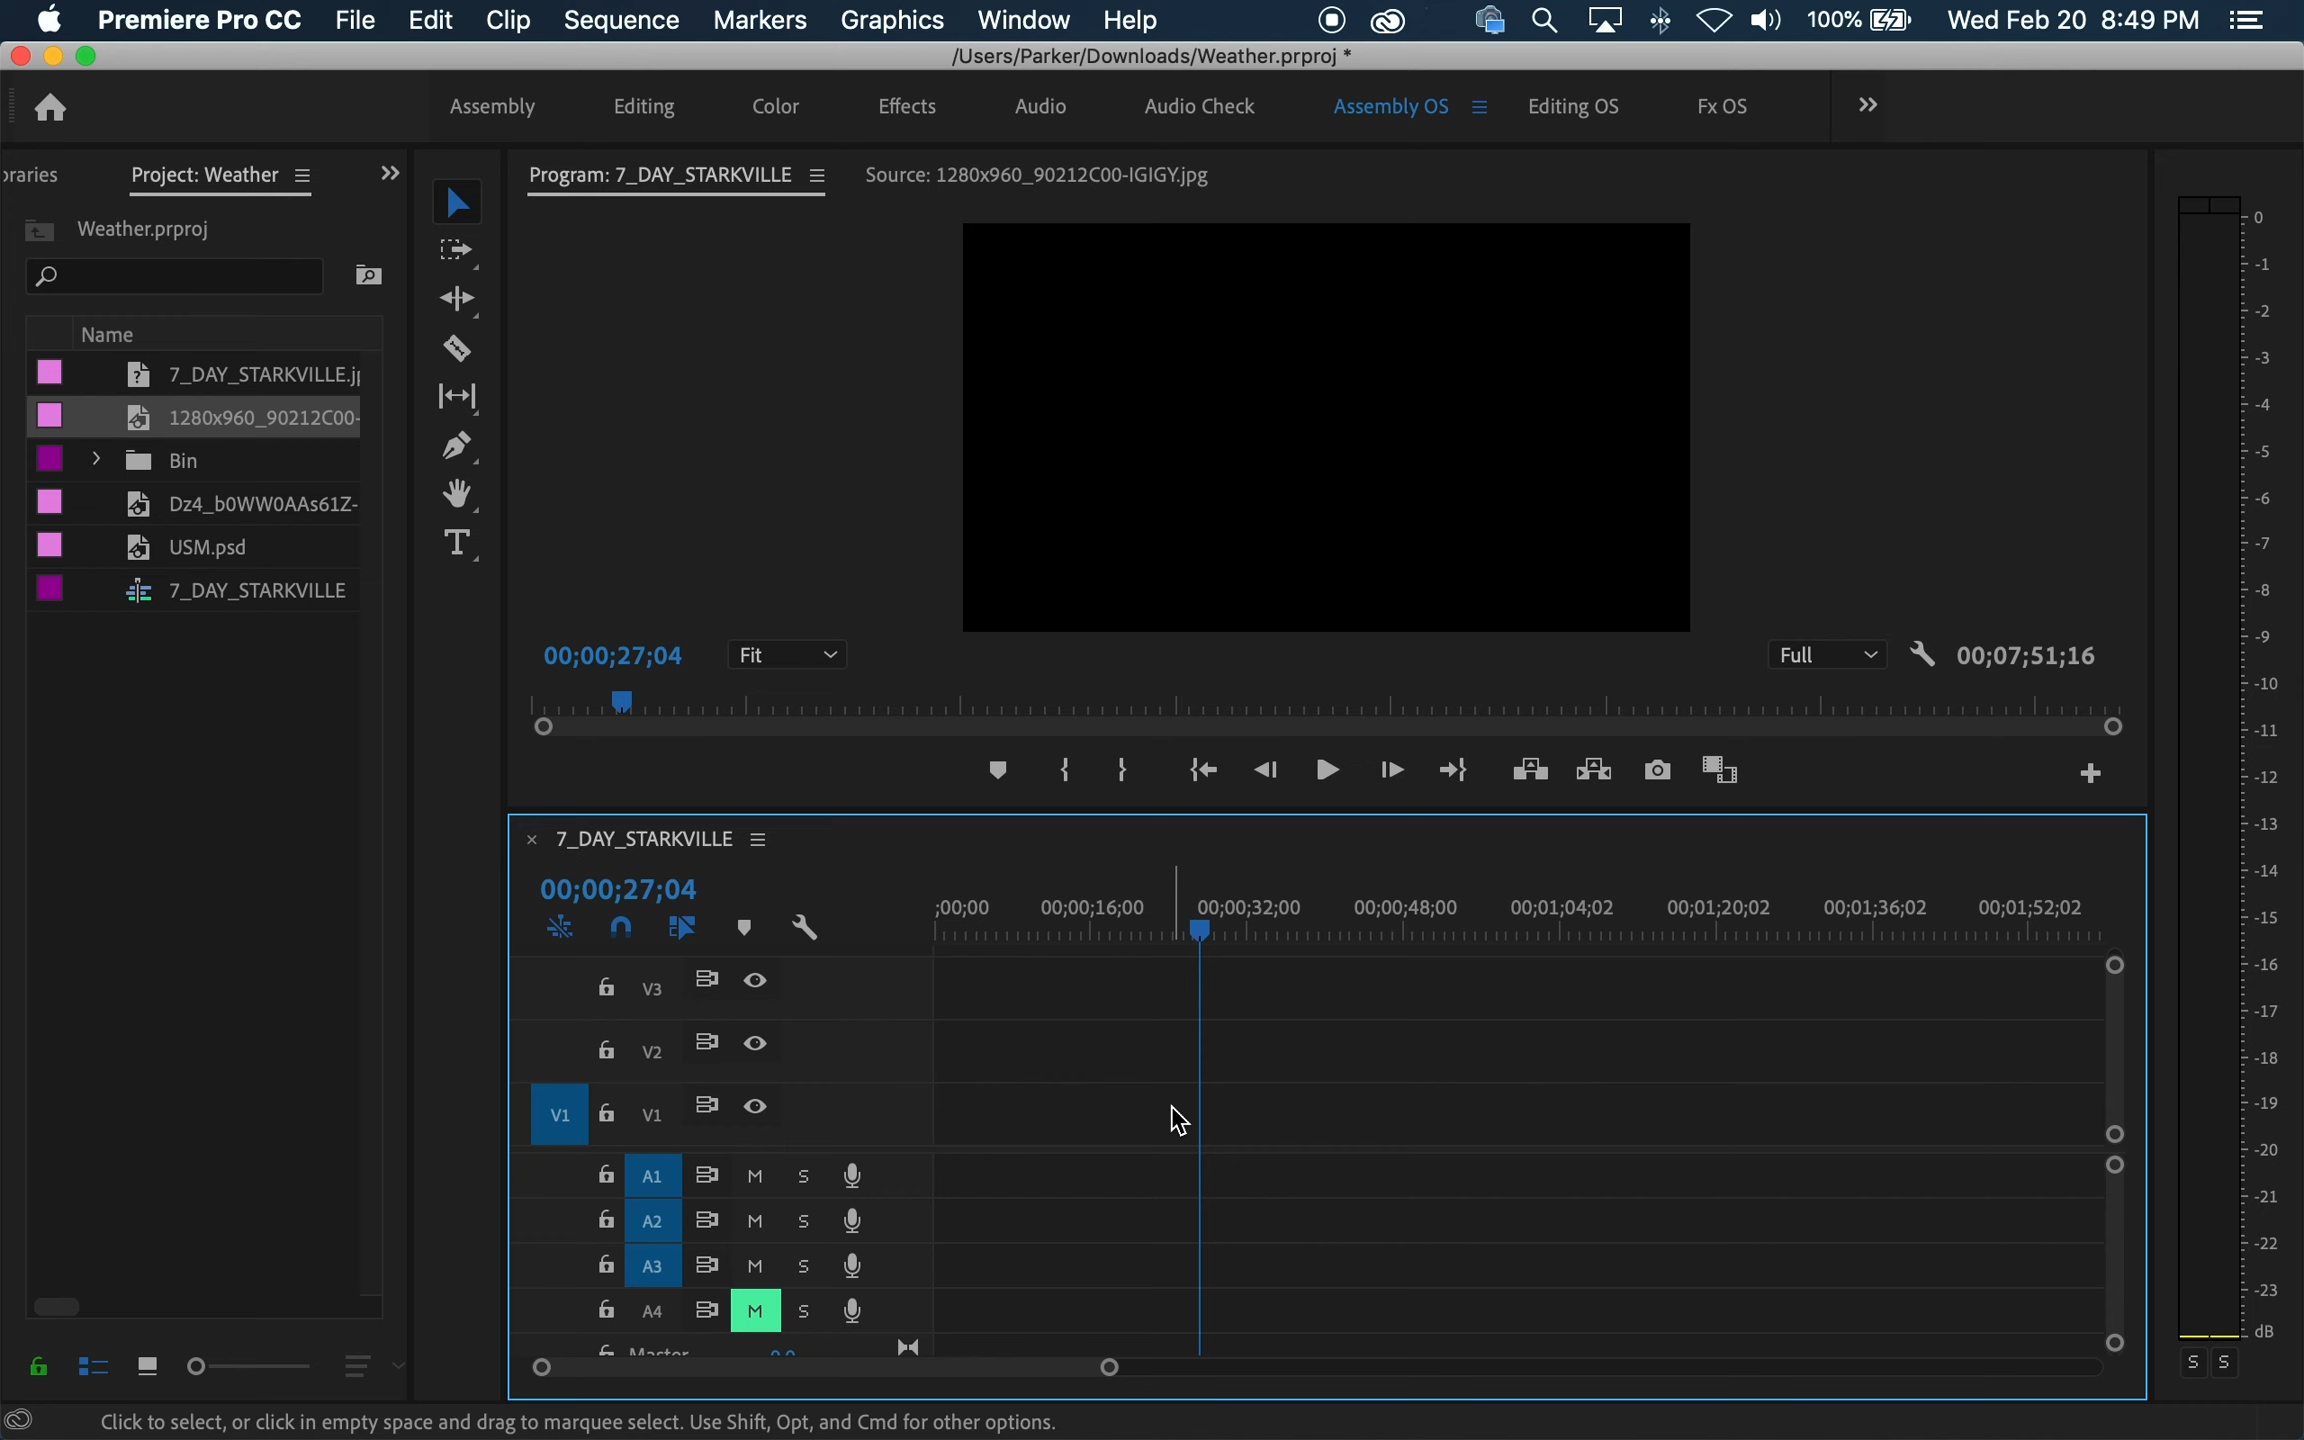 Premiere Pro CC File Edit Clip Sequence Markers Graphics Window Help 100% Wed Feb 20 8:49 PM
/Users/Parker/Downloads/Weather.prproj *
Assembly Editing Color Effects Audio Audio Check Assembly OS Editing OS Fx OS
Project: Weather
Program: 7_DAY_STARKVILLE Source: 1280x960_90212C00-IGIGY.jpg
Weather.prproj
Name
7_DAY_STARKVILLE.j
1280x960_90212C00-
Bin
Dz4_b0WW0AAs61Z-
USM.psd
7_DAY_STARKVILLE
T
00;00;27;04 Fit Full 00;07;51;16
7_DAY_STARKVILLE
00;00;27;04
;00;00 00;00;16;00 00;00;32;00 00;00;48;00 00;01;04;02 00;01;20;02 00;01;36;02 00;01;52;02
V3
V2
V1 V1
A1 M S
A2 M S
A3 M S
A4 M S
Master 0.0
0
-1
-2
-3
-4
-5
-6
-7
-8
-9
-10
-11
-12
-13
-14
-15
-16
-17
-18
-19
-20
-21
-22
-23
dB
S S
Click to select, or click in empty space and drag to marquee select. Use Shift, Opt, and Cmd for other options.